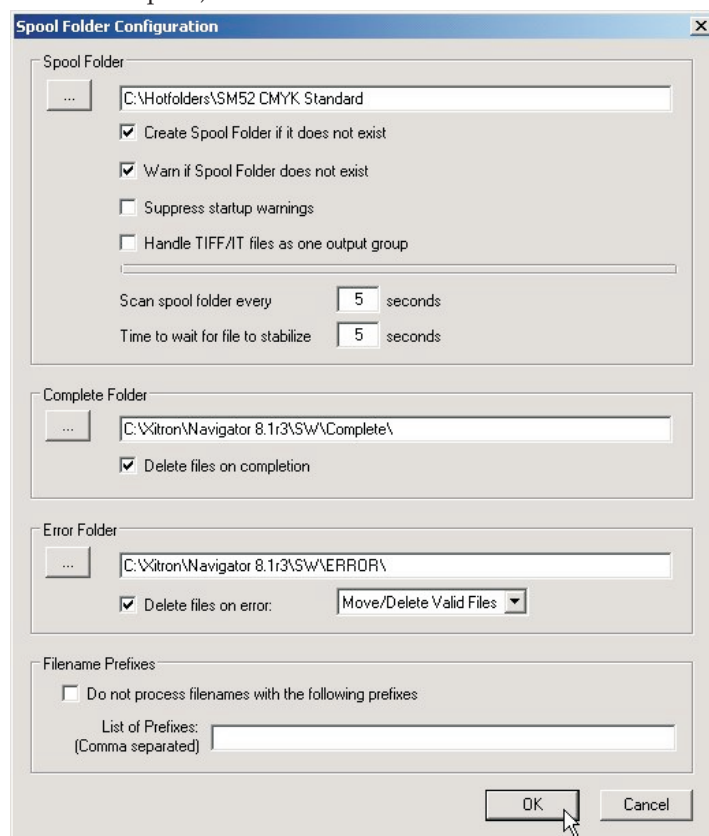 Spool Folder Configuration
Spool Folder
...
C:\Hotfolders\SM52 CMYK Standard
Create Spool Folder if it does not exist
Warn if Spool Folder does not exist
Suppress startup warnings
Handle TIFF/IT files as one output group
Scan spool folder every 5 seconds
Time to wait for file to stabilize 5 seconds
Complete Folder
...
C:\Xitron\Navigator 8.1r3\SW\Complete\
Delete files on completion
Error Folder
...
C:\Xitron\Navigator 8.1r3\SW\ERROR\
Delete files on error: Move/Delete Valid Files
Filename Prefixes
Do not process filenames with the following prefixes
List of Prefixes:
(Comma separated)
OK Cancel